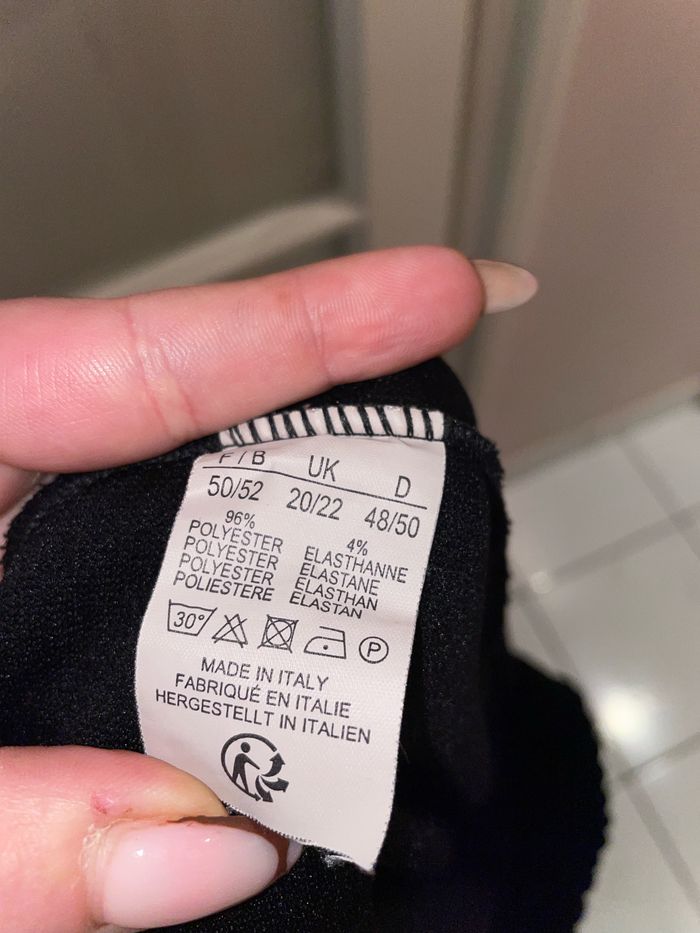 F/B UK D
50/52 20/22 48/50
96% 4%
POLYESTER ELASTHANNE
POLYESTER ELASTANE
POLYESTER ELASTHAN
POLIESTERE ELASTAN
30° P
MADE IN ITALY
FABRIQUÉ EN ITALIE
HERGESTELLT IN ITALIEN